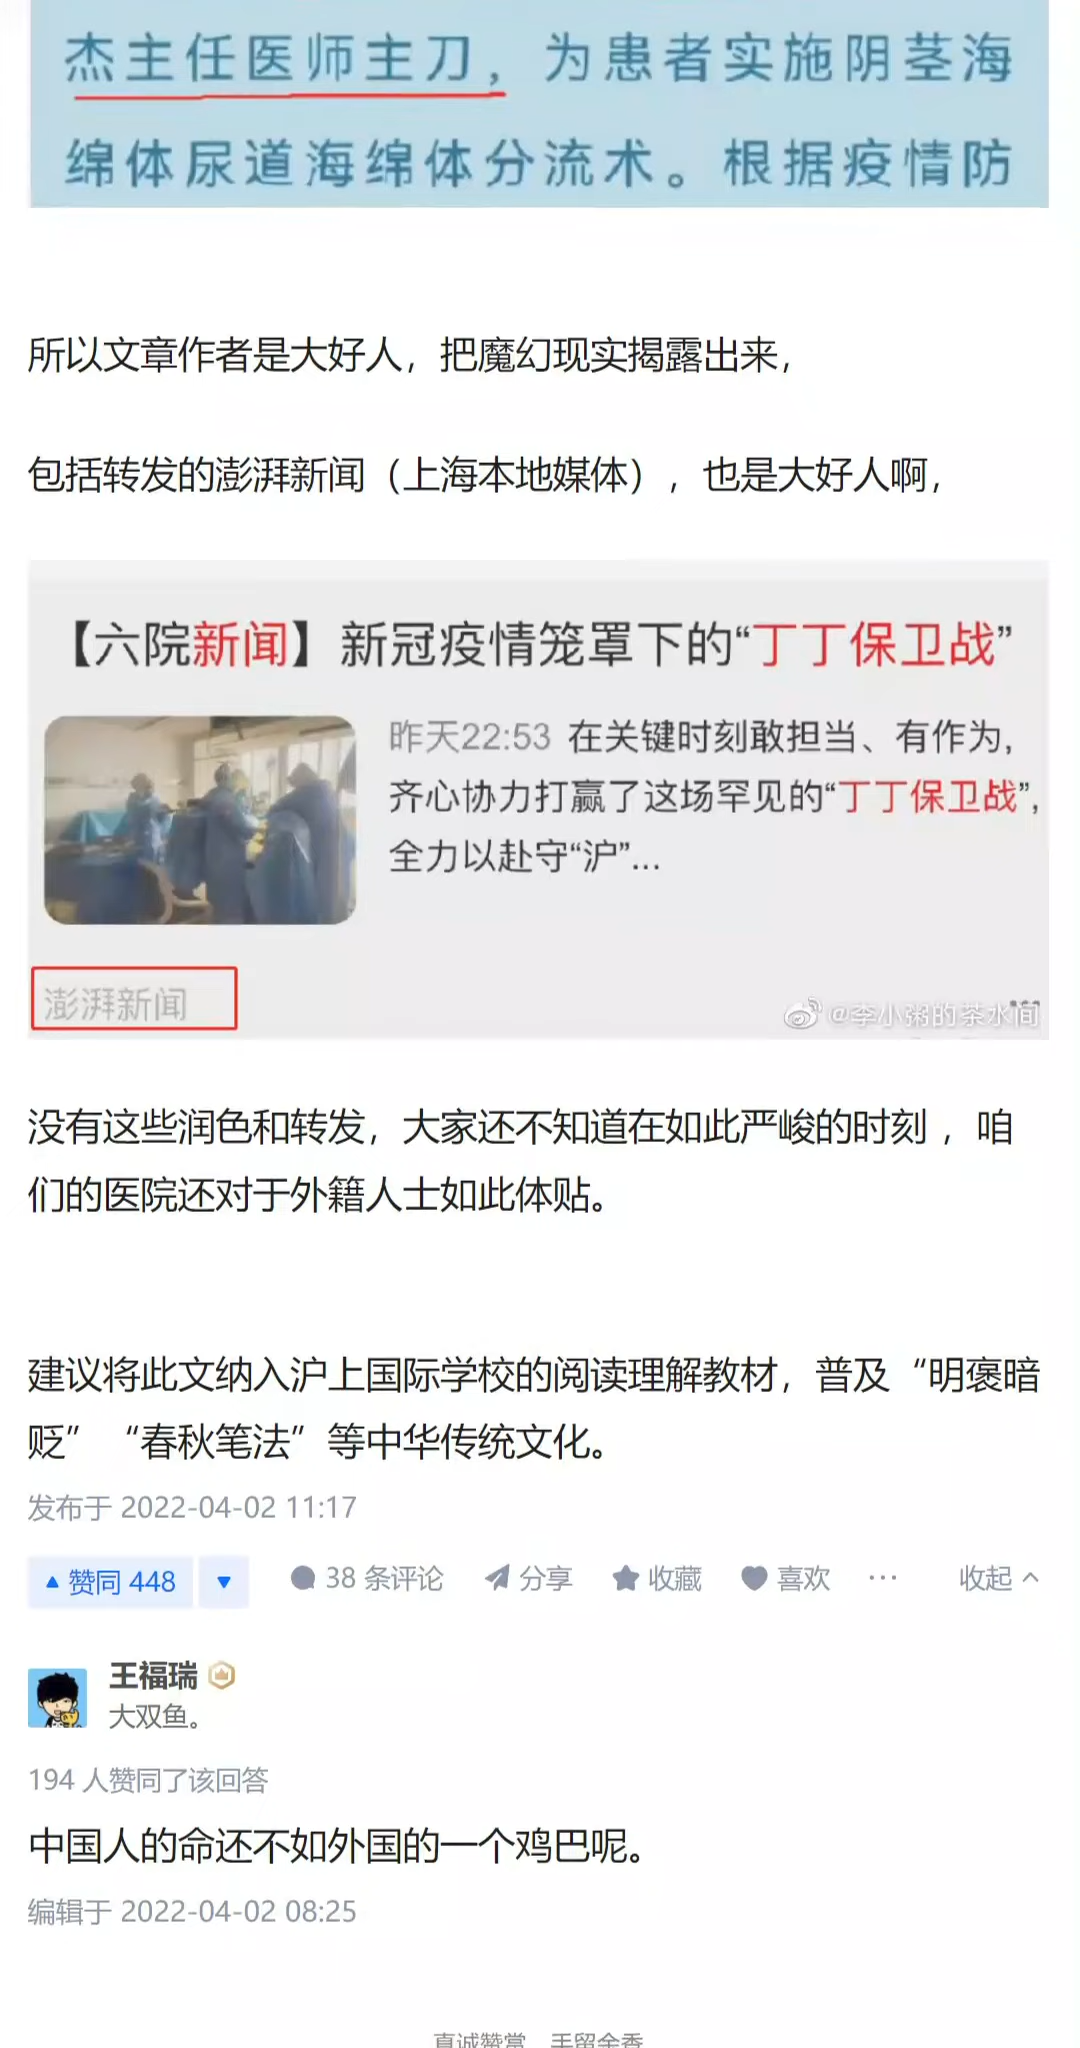 杰主任医师主刀，为患者实施阴茎海
绵体尿道海绵体分流术。根据疫情防
所以文章作者是大好人，把魔幻现实揭露出来，
包括转发的澎湃新闻（上海本地媒体），也是大好人啊，
【六院新闻】新冠疫情笼罩下的“丁丁保卫战”
昨天22:53 在关键时刻敢担当、有作为，
齐心协力打赢了这场罕见的“丁丁保卫战”，
全力以赴守“沪”...
澎湃新闻
@李小粥的茶水间
没有这些润色和转发，大家还不知道在如此严峻的时刻，咱
们的医院还对于外籍人士如此体贴。
建议将此文纳入沪上国际学校的阅读理解教材，普及“明褒暗
贬”“春秋笔法”等中华传统文化。
发布于 2022-04-02 11:17
赞同 448 38 条评论 分享 收藏 喜欢 ··· 收起
王福瑞
大双鱼。
194 人赞同了该回答
中国人的命还不如外国的一个鸡巴呢。
编辑于 2022-04-02 08:25
真诚赞赏，手留余香